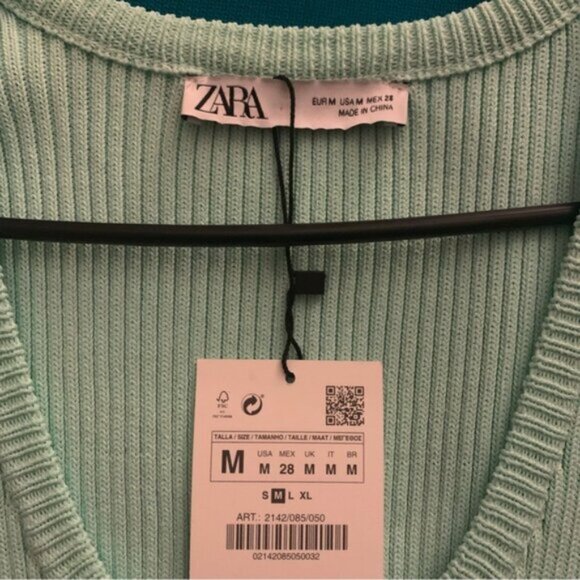 ZARA
EUR M USA M MEX 28
MADE IN CHINA
FSC
TALLA / SIZE / TAMANHO / TAILLE / MAAT / ΜΕΓΕΘΟΣ
USA MEX UK IT BR
M M 28 M M M
S M L XL
ART.: 2142/085/050
02142085050032